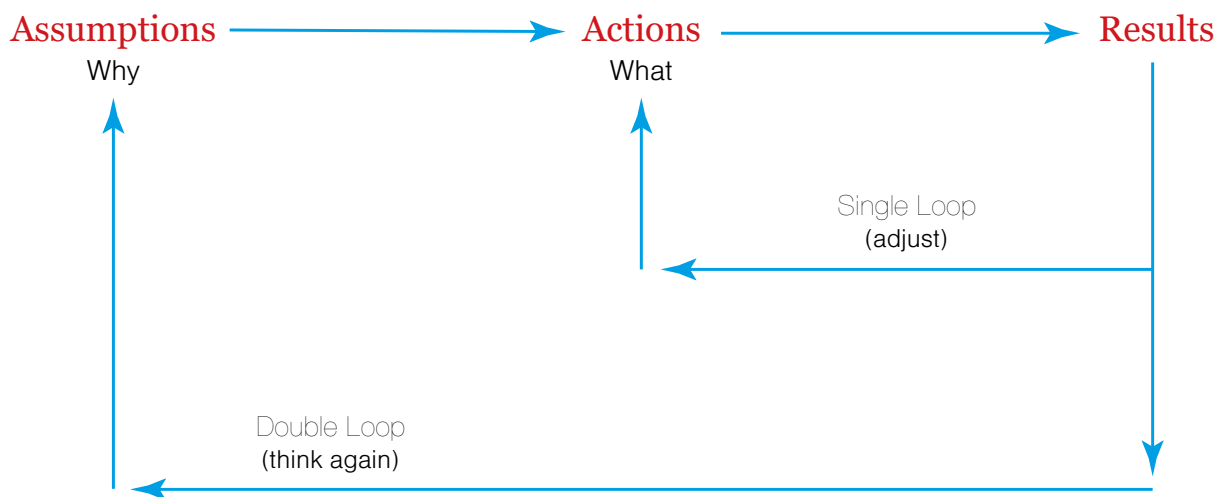 Assumptions
Why
Actions
What
Results
Single Loop
(adjust)
Double Loop
(think again)